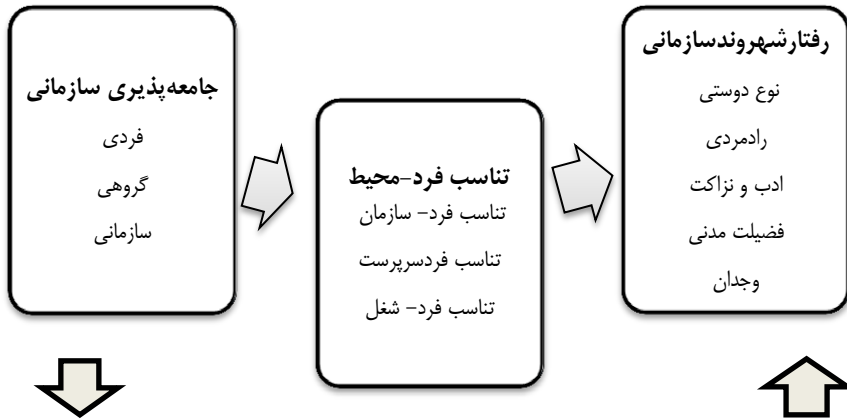 جامعه‌پذیری سازمانی
فردی
گروهی
سازمانی
تناسب فرد-محیط
تناسب فرد- سازمان
تناسب فردسرپرست
تناسب فرد- شغل
رفتارشهروندسازمانی
نوع دوستی
رادمردی
ادب و نزاکت
فضیلت مدنی
وجدان